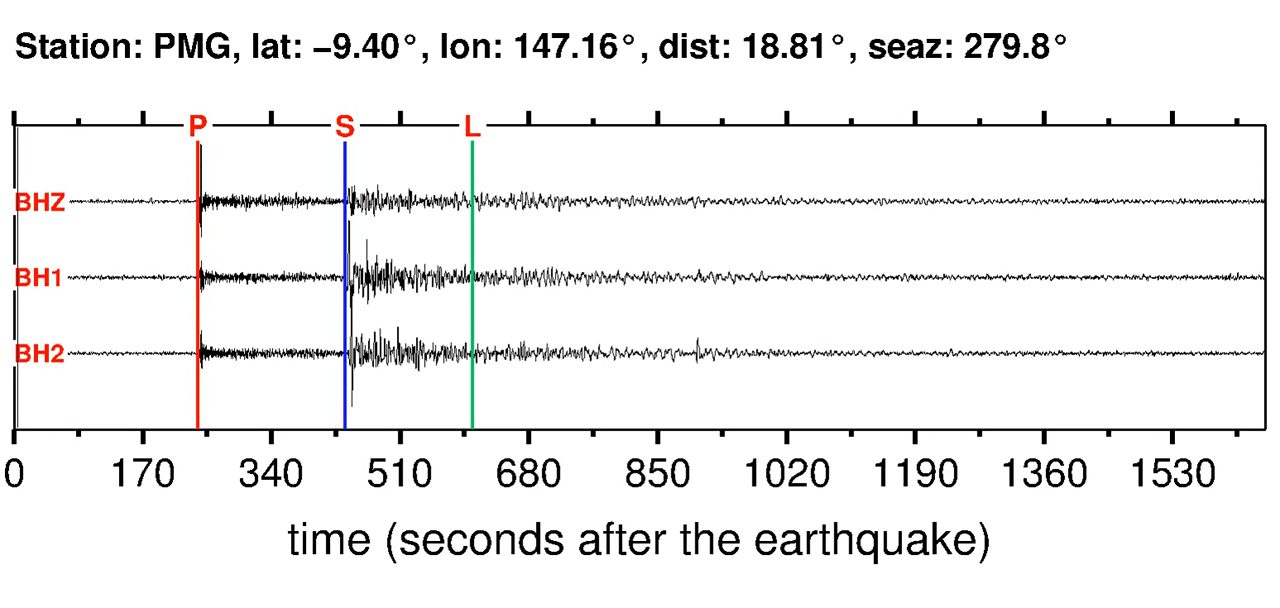 Station: PMG, lat: −9.40°, lon: 147.16°, dist: 18.81°, seaz: 279.8°
P S L
BHZ
BH1
BH2
0 170 340 510 680 850 1020 1190 1360 1530
time (seconds after the earthquake)